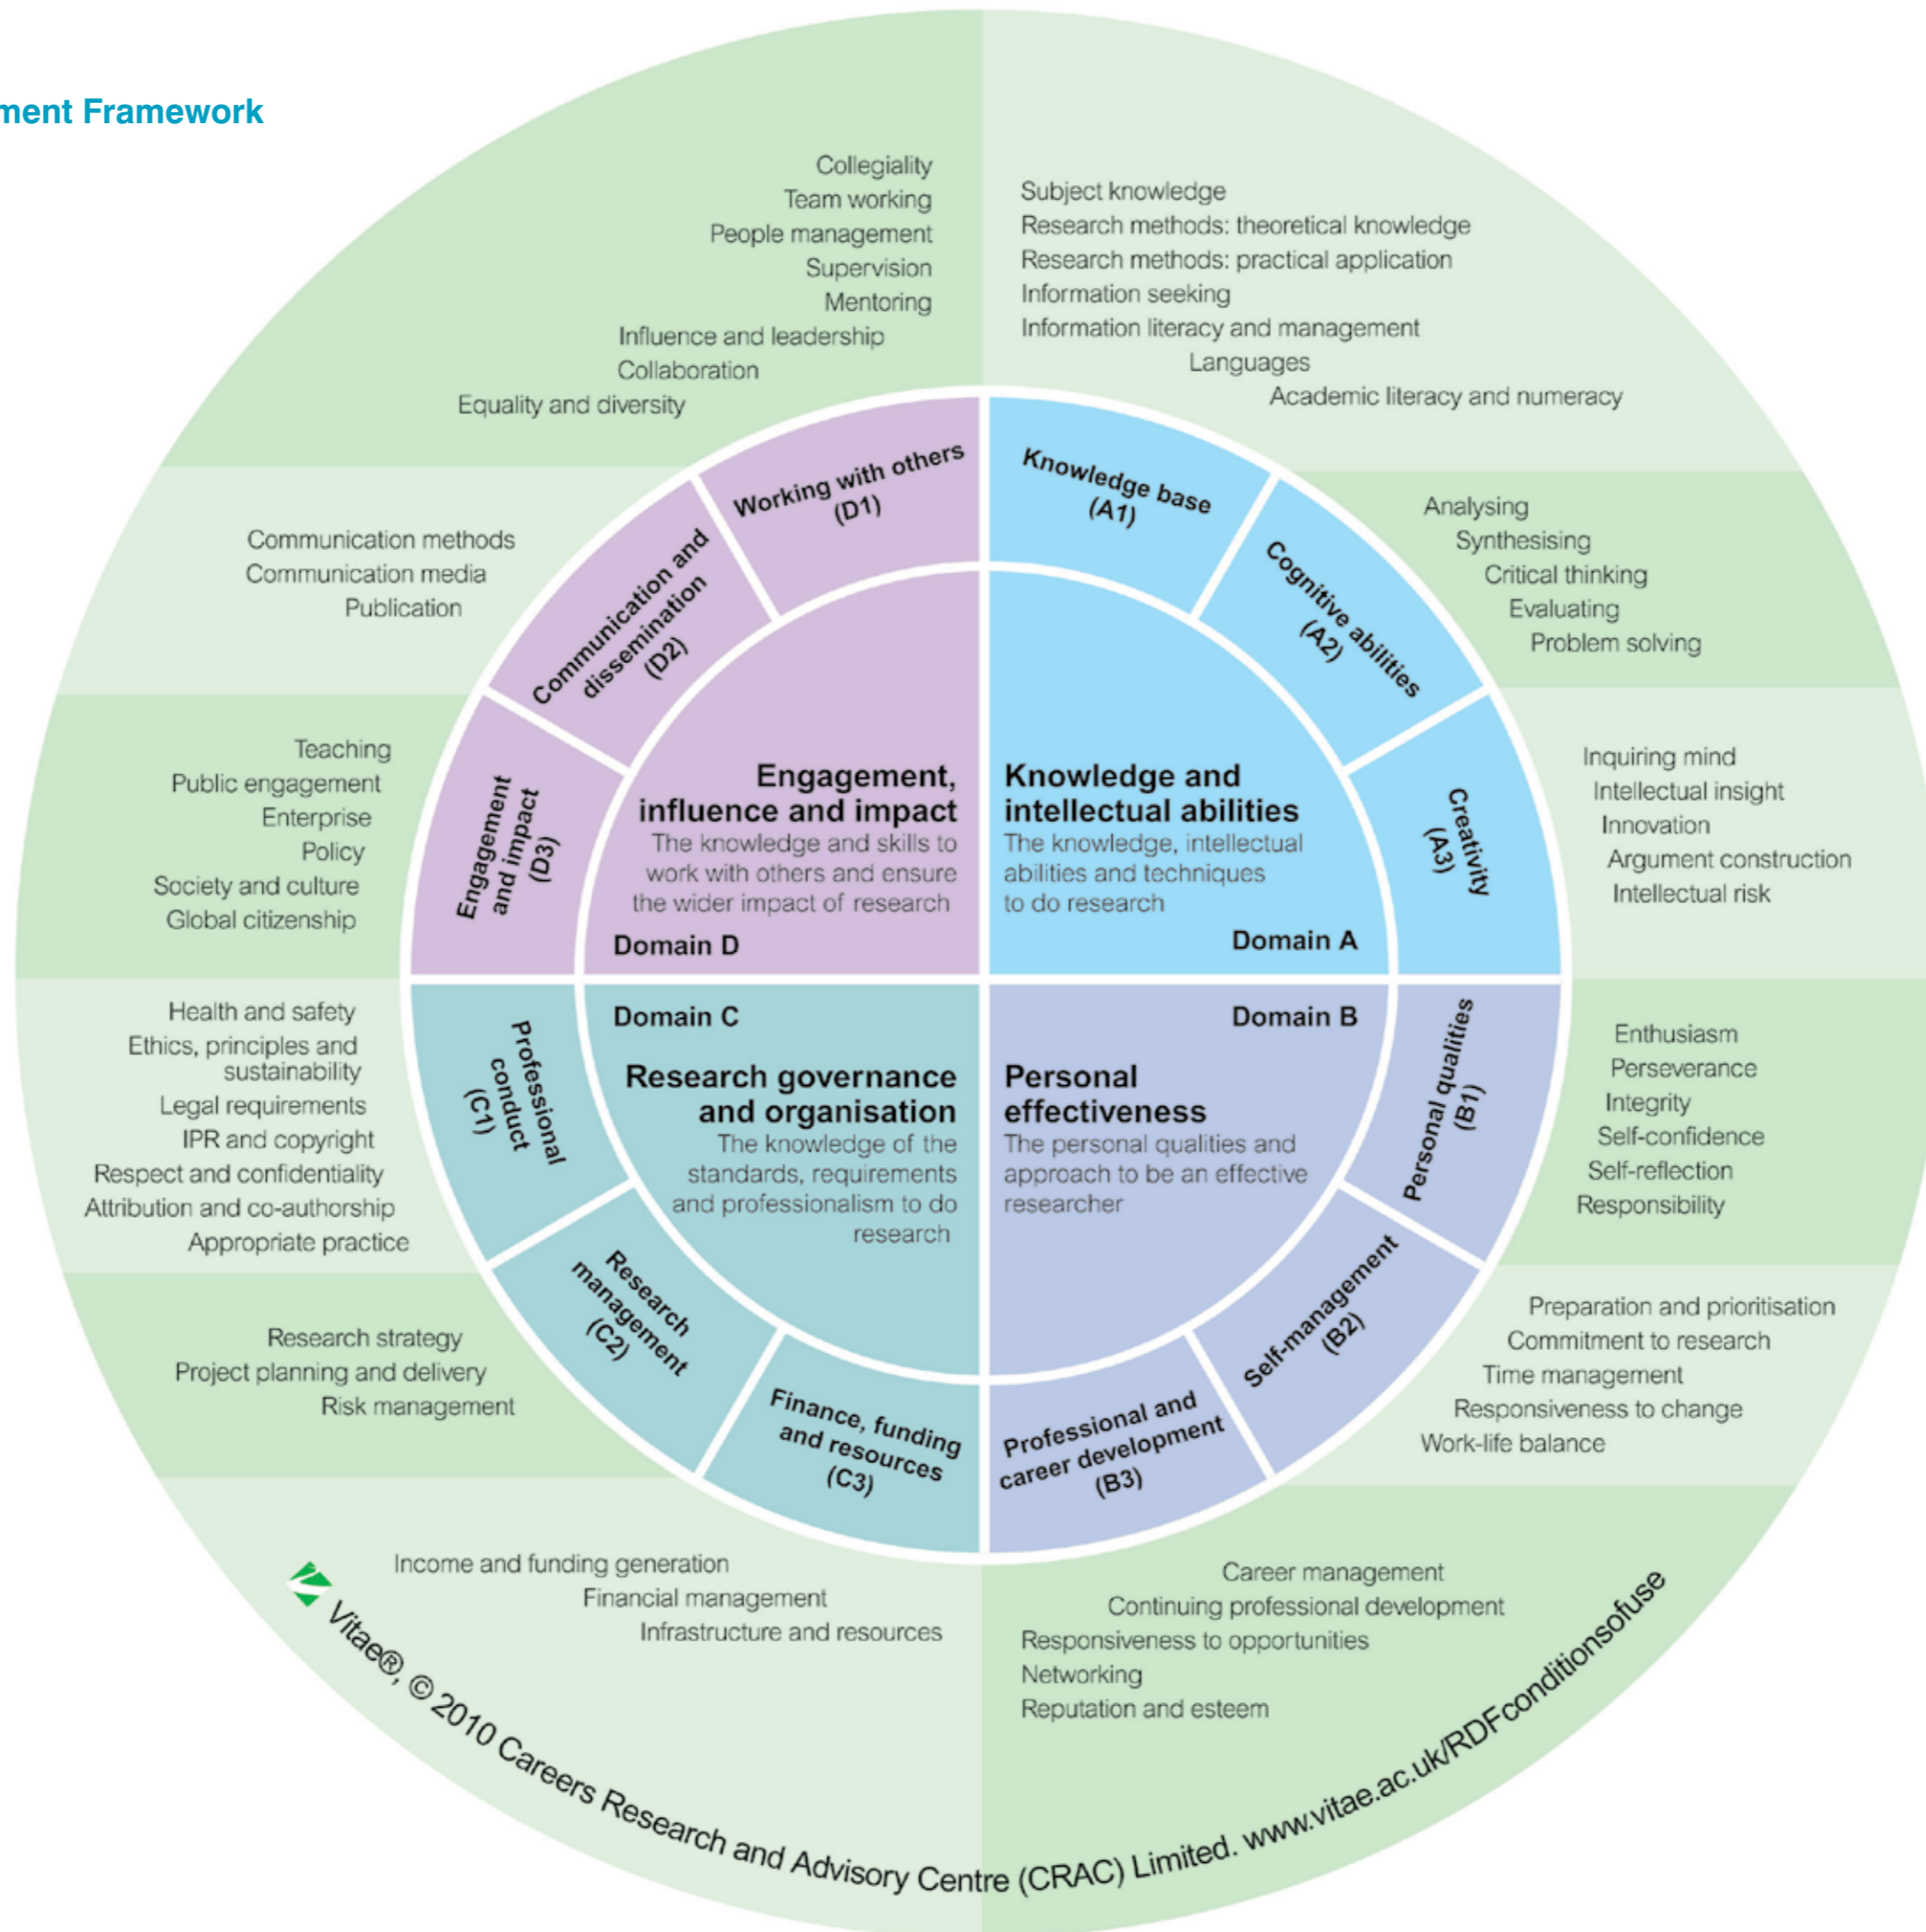 ment Framework
Collegiality
Team working
People management
Supervision
Mentoring
Influence and leadership
Collaboration
Equality and diversity
Subject knowledge
Research methods: theoretical knowledge
Research methods: practical application
Information seeking
Information literacy and management
Languages
Academic literacy and numeracy
Working with others
(D1)
Knowledge base
(A1)
Communication methods
Communication media
Publication
Communication and
dissemination
(D2)
Cognitive abilities
(A2)
Analysing
Synthesising
Critical thinking
Evaluating
Problem solving
Teaching
Public engagement
Enterprise
Policy
Society and culture
Global citizenship
Engagement
and impact
(D3)
Engagement,
influence and impact
The knowledge and skills to
work with others and ensure
the wider impact of research
Domain D
Knowledge and
intellectual abilities
The knowledge, intellectual
abilities and techniques
to do research
Domain A
Creativity
(A3)
Inquiring mind
Intellectual insight
Innovation
Argument construction
Intellectual risk
Health and safety
Ethics, principles and
sustainability
Legal requirements
IPR and copyright
Respect and confidentiality
Attribution and co-authorship
Appropriate practice
Professional
conduct
(C1)
Domain C
Research governance
and organisation
The knowledge of the
standards, requirements
and professionalism to do
research
Domain B
Personal
effectiveness
The personal qualities and
approach to be an effective
researcher
Personal qualities
(B1)
Enthusiasm
Perseverance
Integrity
Self-confidence
Self-reflection
Responsibility
Research strategy
Project planning and delivery
Risk management
Research
management
(C2)
Self-management
(B2)
Preparation and prioritisation
Commitment to research
Time management
Responsiveness to change
Work-life balance
Finance, funding
and resources
(C3)
Professional and
career development
(B3)
Income and funding generation
Financial management
Infrastructure and resources
Career management
Continuing professional development
Responsiveness to opportunities
Networking
Reputation and esteem
Vitae®, © 2010 Careers Research and Advisory Centre (CRAC) Limited. www.vitae.ac.uk/RDFconditionsofuse